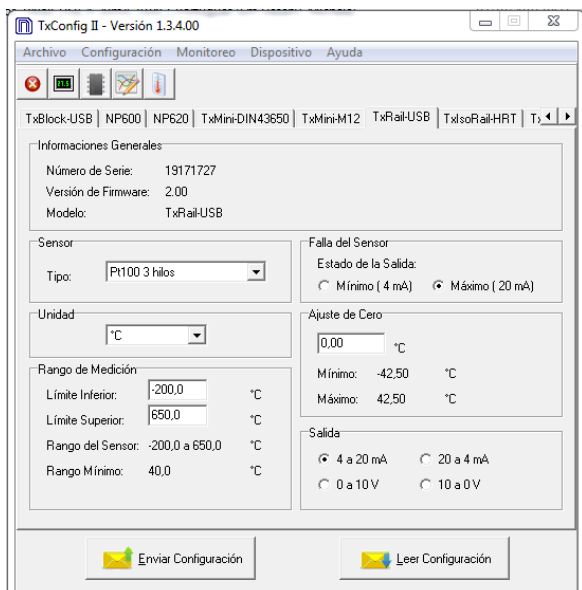 TxConfig II - Versión 1.3.4.00
Archivo Configuración Monitoreo Dispositivo Ayuda
TxBlock-USB NP600 NP620 TxMini-DIN43650 TxMini-M12 TxRail-USB TxIsoRail-HRT
Informaciones Generales
Número de Serie: 19171727
Versión de Firmware: 2.00
Modelo: TxRail-USB
Sensor
Tipo: Pt100 3 hilos
Falla del Sensor
Estado de la Salida:
Mínimo ( 4 mA) Máximo ( 20 mA)
Unidad
°C
Ajuste de Cero
0,00 °C
Mínimo: -42,50 °C
Máximo: 42,50 °C
Rango de Medición
Límite Inferior: -200,0 °C
Límite Superior: 650,0 °C
Rango del Sensor: -200,0 a 650,0 °C
Rango Mínimo: 40,0 °C
Salida
4 a 20 mA 20 a 4 mA
0 a 10 V 10 a 0 V
Enviar Configuración Leer Configuración